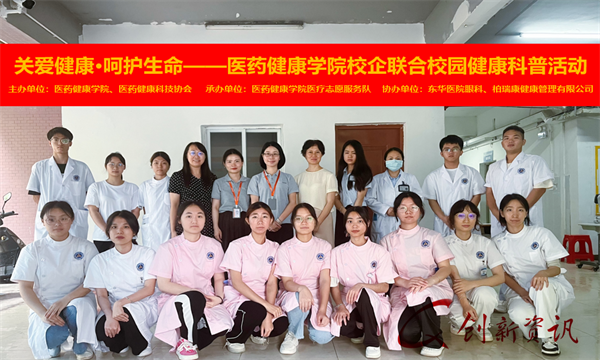 关爱健康·呵护生命——医药健康学院校企联合校园健康科普活动
主办单位：医药健康学院、医药健康科技协会 承办单位：医药健康学院医疗志愿服务队 协办单位：东华医院眼科、柏瑞康健康管理有限公司
创新资讯